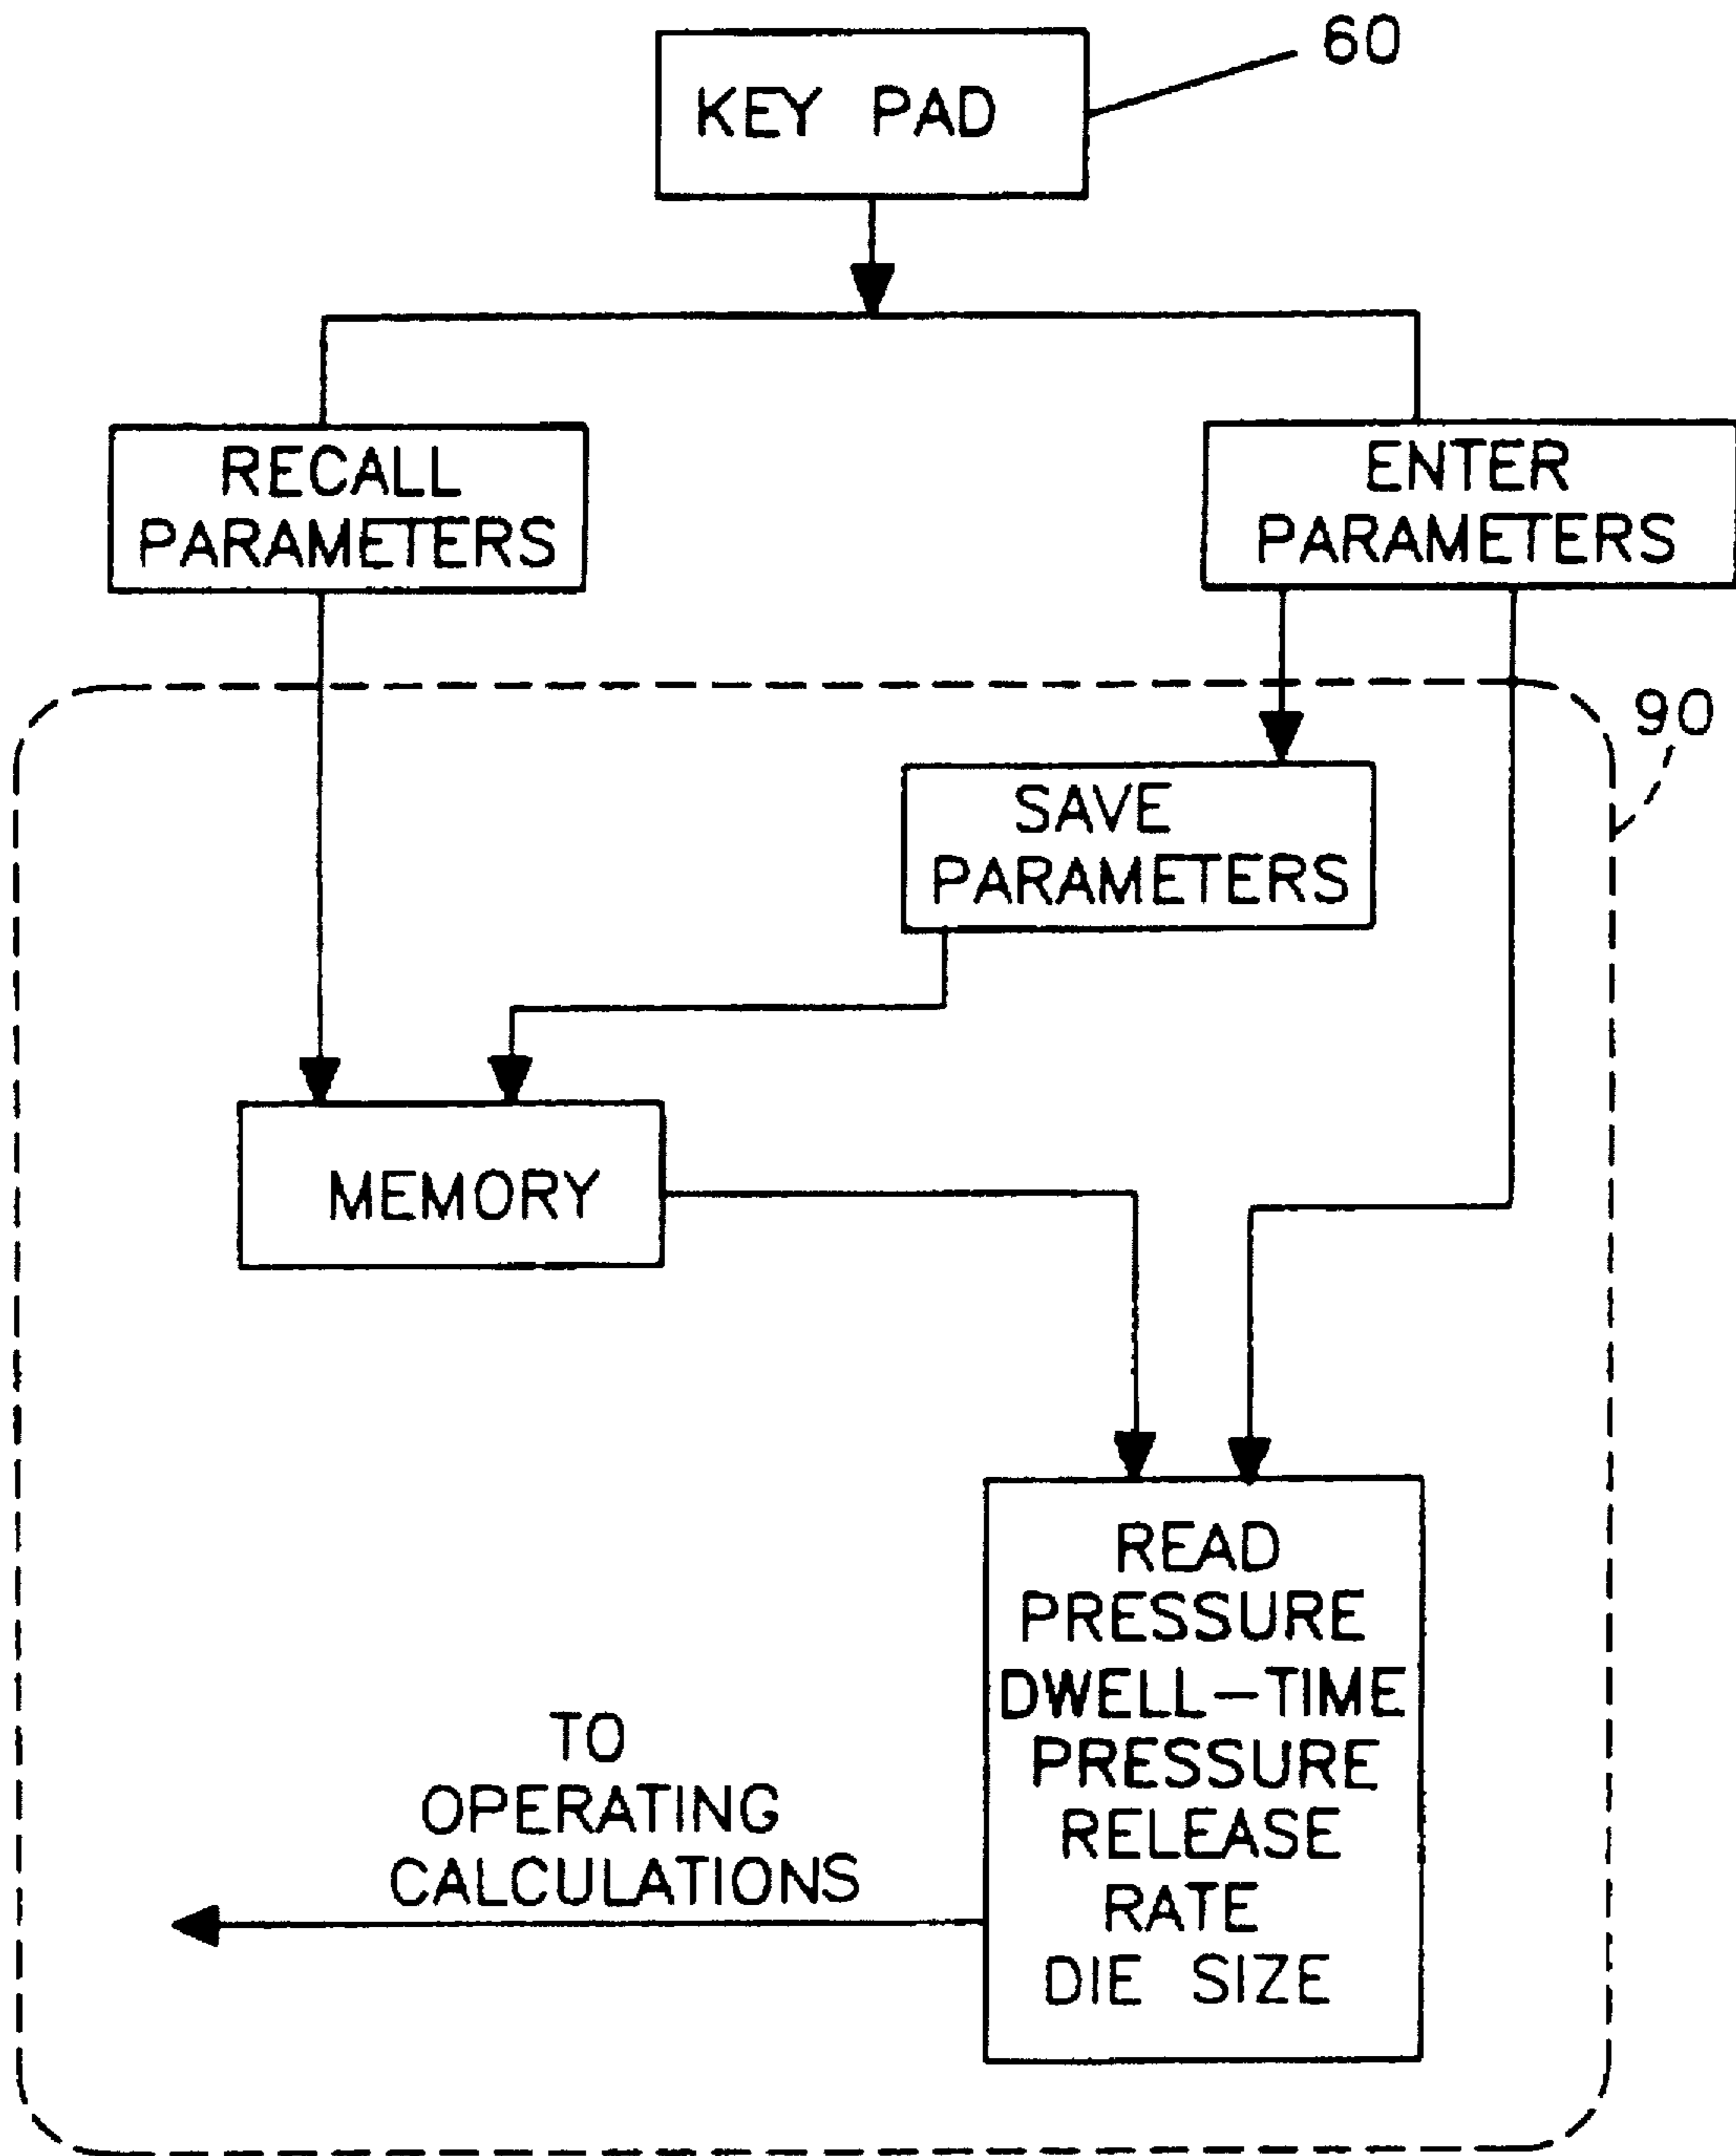 60
KEY PAD
RECALL
PARAMETERS
ENTER
PARAMETERS
90
SAVE
PARAMETERS
MEMORY
READ
PRESSURE
DWELL-TIME
PRESSURE
RELEASE
RATE
DIE SIZE
TO
OPERATING
CALCULATIONS